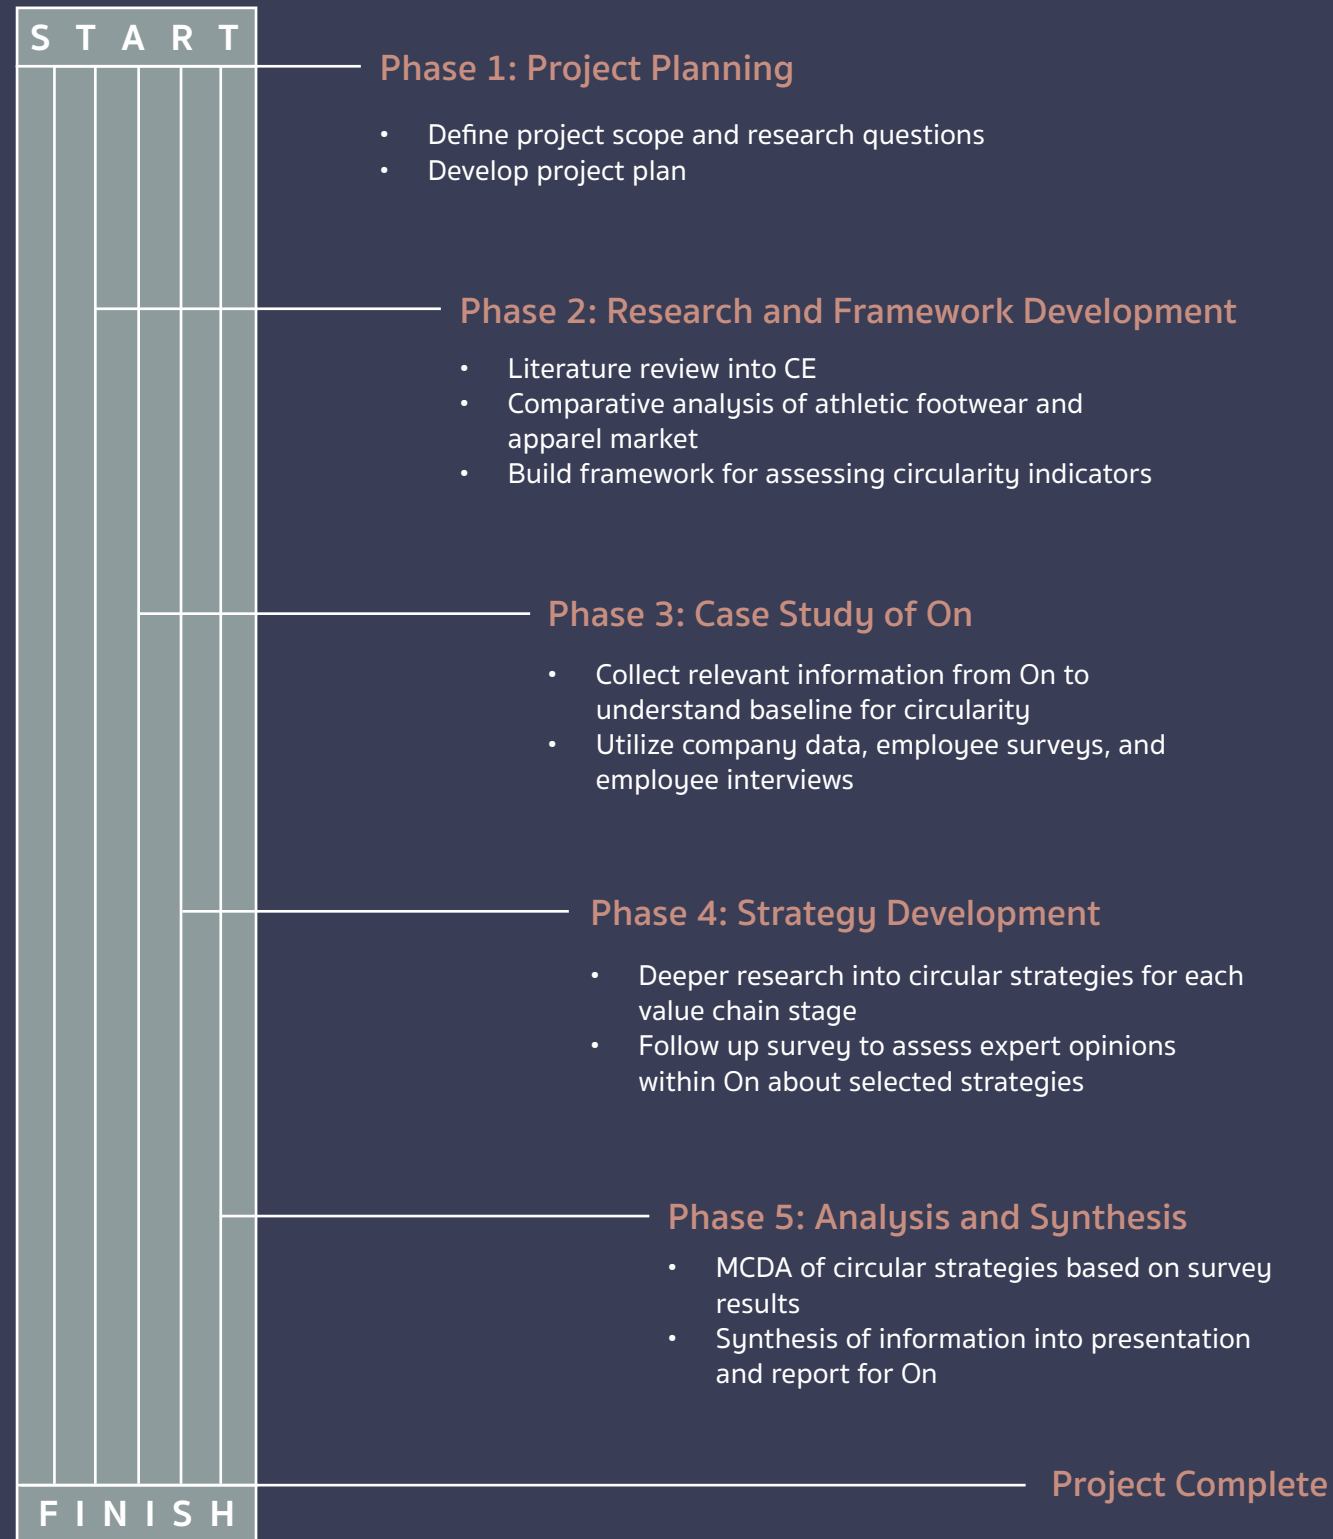 START
Phase 1: Project Planning
• Define project scope and research questions
• Develop project plan
Phase 2: Research and Framework Development
• Literature review into CE
• Comparative analysis of athletic footwear and
apparel market
• Build framework for assessing circularity indicators
Phase 3: Case Study of On
• Collect relevant information from On to
understand baseline for circularity
• Utilize company data, employee surveys, and
employee interviews
Phase 4: Strategy Development
• Deeper research into circular strategies for each
value chain stage
• Follow up survey to assess expert opinions
within On about selected strategies
Phase 5: Analysis and Synthesis
• MCDA of circular strategies based on survey
results
• Synthesis of information into presentation
and report for On
Project Complete
FINISH